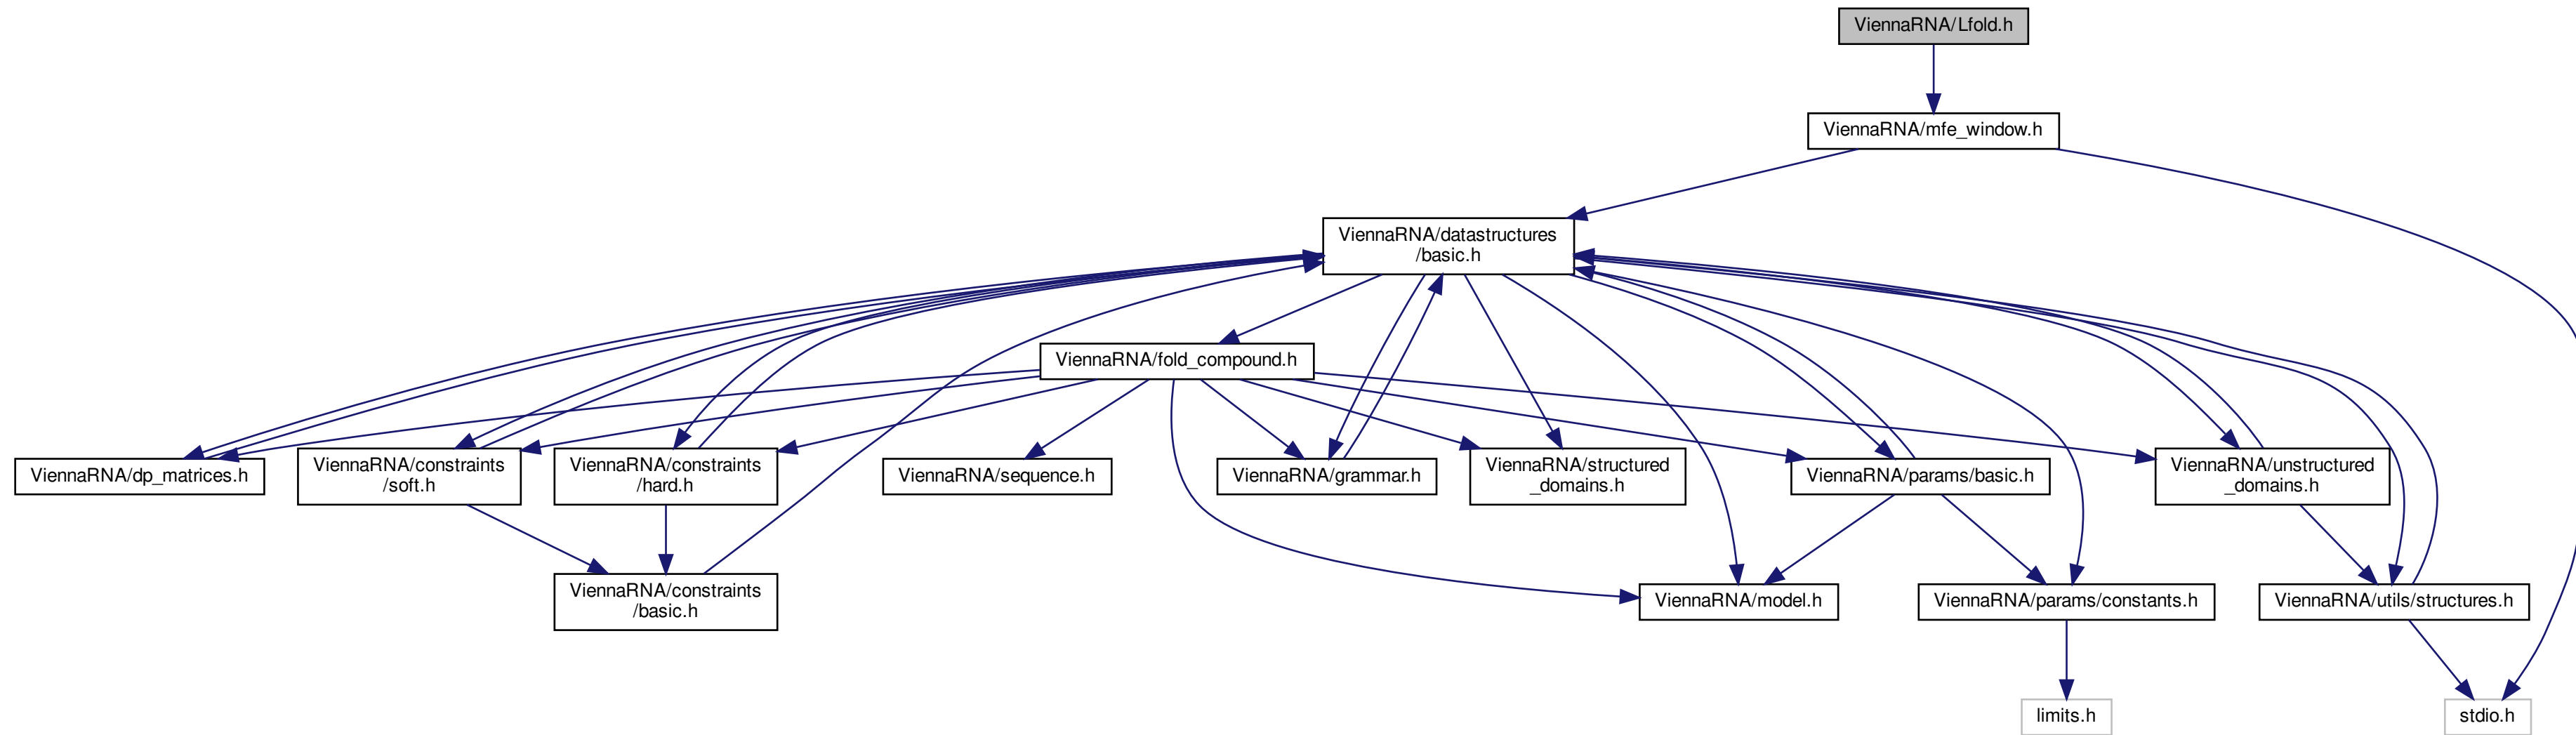 ViennaRNA/Lfold.h
ViennaRNA/mfe_window.h
ViennaRNA/datastructures
/basic.h
ViennaRNA/fold_compound.h
ViennaRNA/dp_matrices.h
ViennaRNA/constraints
/soft.h
ViennaRNA/constraints
/hard.h
ViennaRNA/sequence.h
ViennaRNA/grammar.h
ViennaRNA/structured
_domains.h
ViennaRNA/params/basic.h
ViennaRNA/unstructured
_domains.h
ViennaRNA/constraints
/basic.h
ViennaRNA/model.h
ViennaRNA/params/constants.h
ViennaRNA/utils/structures.h
limits.h
stdio.h